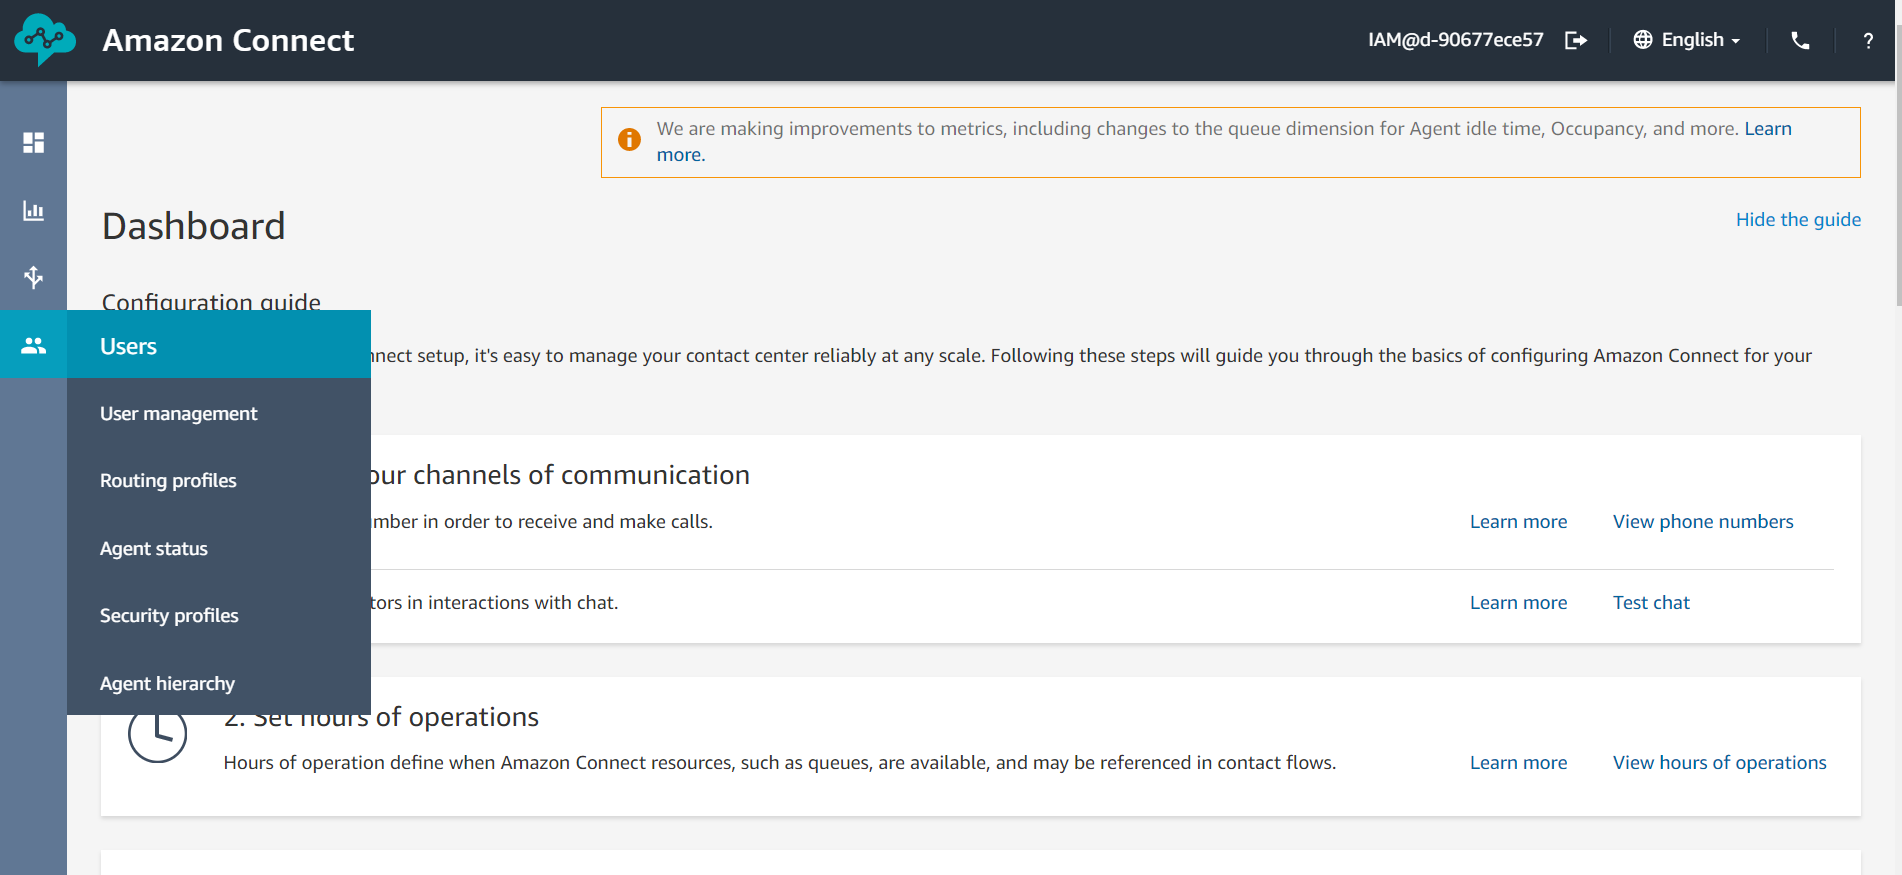 Amazon Connect
IAM@d-90677ece57
English
?
We are making improvements to metrics, including changes to the queue dimension for Agent idle time, Occupancy, and more. Learn
more.
Dashboard
Hide the guide
Configuration guide
Users
nnect setup, it's easy to manage your contact center reliably at any scale. Following these steps will guide you through the basics of configuring Amazon Connect for your
User management
our channels of communication
Routing profiles
mber in order to receive and make calls.
Learn more
View phone numbers
Agent status
tors in interactions with chat.
Learn more
Test chat
Security profiles
Agent hierarchy
2. Set hours of operations
Hours of operation define when Amazon Connect resources, such as queues, are available, and may be referenced in contact flows.
Learn more
View hours of operations